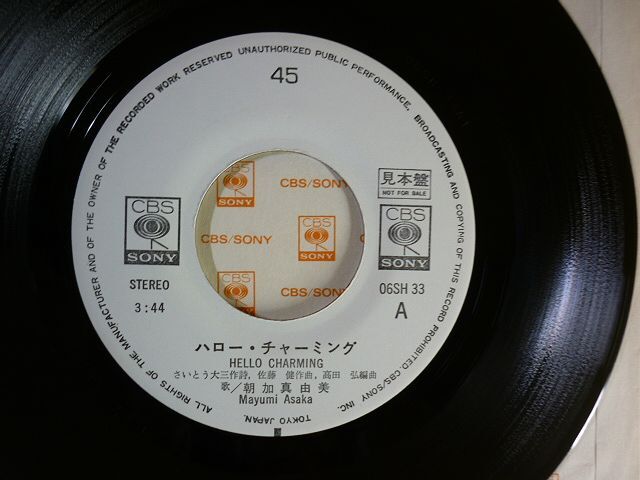 ALL RIGHTS OF THE MANUFACTURER AND OF THE OWNER OF THE RECORDED WORK RESERVED UNAUTHORIZED PUBLIC PERFORMANCE, BROADCASTING AND COPYING OF THIS RECORD PROHIBITED. CBS/SONY INC.
TOKYO JAPAN.
45
見本盤
NOT FOR SALE
CBS
SONY
CBS
SONY
SONY
CBS/SONY
CBS/SONY
CBS
SONY
CBS
SONY
CBS/SON
STEREO
3:44
06SH 33
A
ハロー・チャーミング
HELLO CHARMING
さいとう大三作詩, 佐藤 健作曲, 高田 弘編曲
歌／朝加真由美
Mayumi Asaka